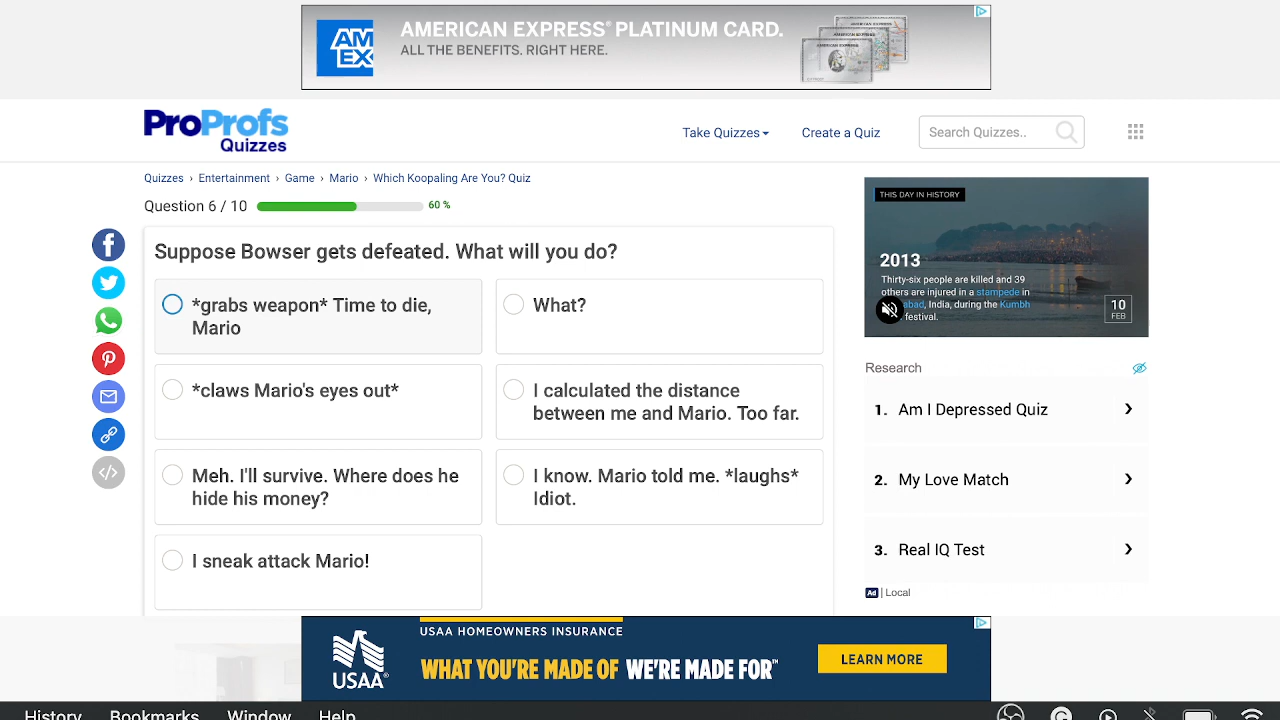 AMEX
AMERICAN EXPRESS® PLATINUM CARD.
ALL THE BENEFITS. RIGHT HERE.
ProProfs
Quizzes
Take Quizzes
Create a Quiz
Search Quizzes..
Quizzes › Entertainment › Game › Mario › Which Koopaling Are You? Quiz
Question 6 / 10
60 %
Suppose Bowser gets defeated. What will you do?
*grabs weapon* Time to die,
Mario
What?
*claws Mario's eyes out*
I calculated the distance
between me and Mario. Too far.
Meh. I'll survive. Where does he
hide his money?
I know. Mario told me. *laughs*
Idiot.
I sneak attack Mario!
THIS DAY IN HISTORY
2013
Thirty-six people are killed and 39
others are injured in a stampede in
abad, India, during the Kumbh
festival.
10
FEB
Research
1. Am I Depressed Quiz
2. My Love Match
3. Real IQ Test
Ad | Local
USAA®
USAA HOMEOWNERS INSURANCE
WHAT YOU'RE MADE OF WE'RE MADE FOR™
LEARN MORE
History Bookmarks Window Help